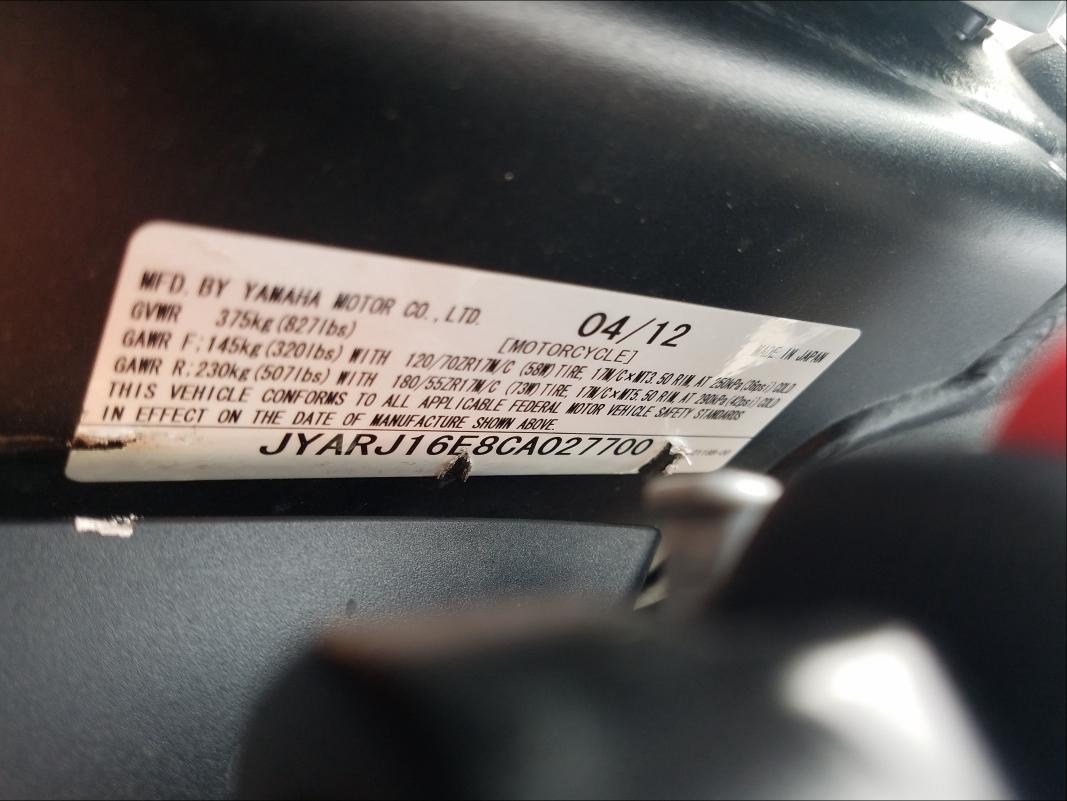 MFD. BY YAMAHA MOTOR CO., LTD.
04/12
MADE IN JAPAN
GVWR 375kg(827lbs)
[MOTORCYCLE]
GAWR F:145kg(320lbs) WITH 120/70ZR17M/C (58W) TIRE, 17M/C×MT3.50 RIM, AT 250kPa(36psi) COLD
GAWR R:230kg(507lbs) WITH 180/55ZR17M/C (73W) TIRE, 17M/C×MT5.50 RIM, AT 290kPa(42psi) COLD
THIS VEHICLE CONFORMS TO ALL APPLICABLE FEDERAL MOTOR VEHICLE SAFETY STANDARDS
IN EFFECT ON THE DATE OF MANUFACTURE SHOWN ABOVE.
JYARJ16E8CA027700